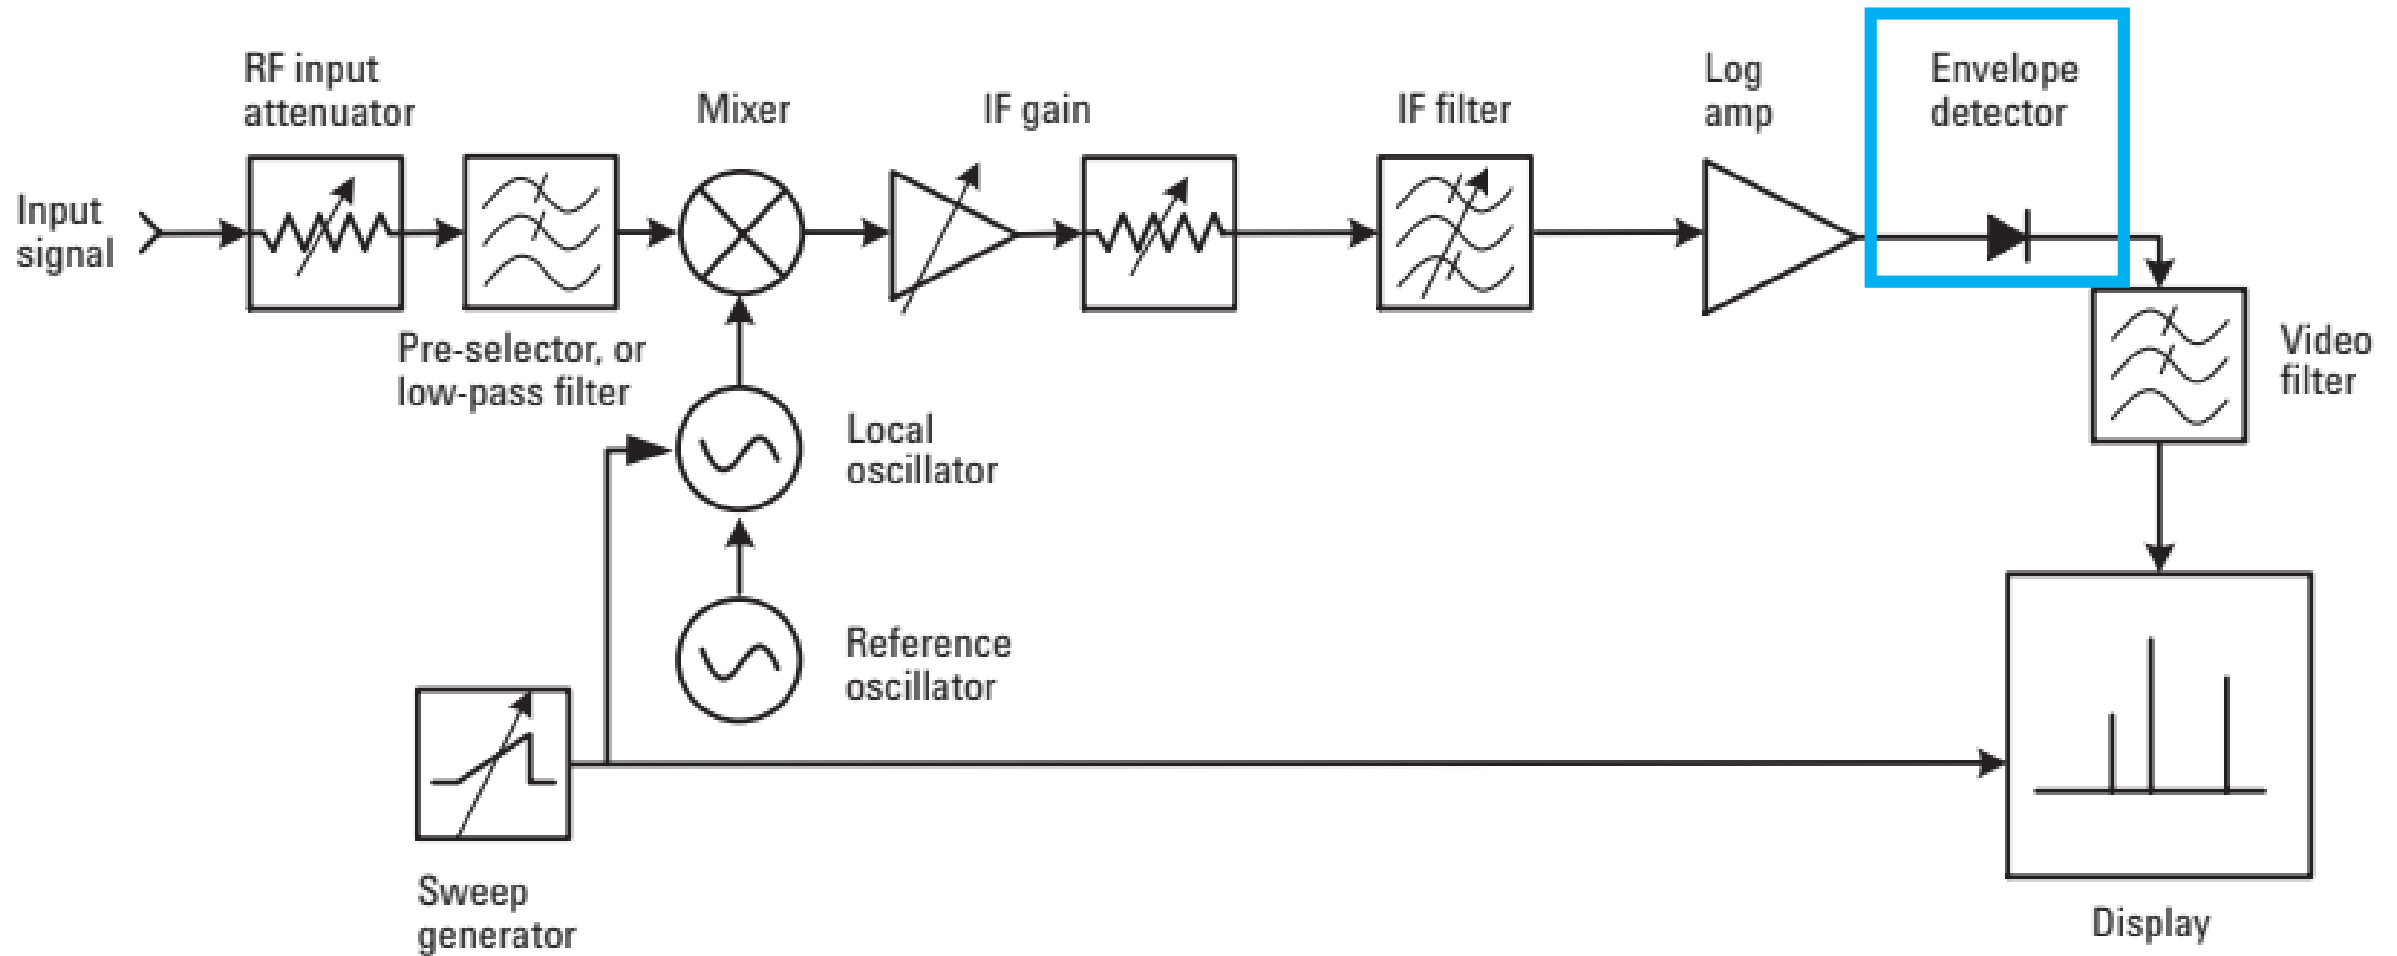 RF input
attenuator
Mixer
IF gain
IF filter
Log
amp
Envelope
detector
Input
signal
Pre-selector, or
low-pass filter
Video
filter
Local
oscillator
Reference
oscillator
Sweep
generator
Display